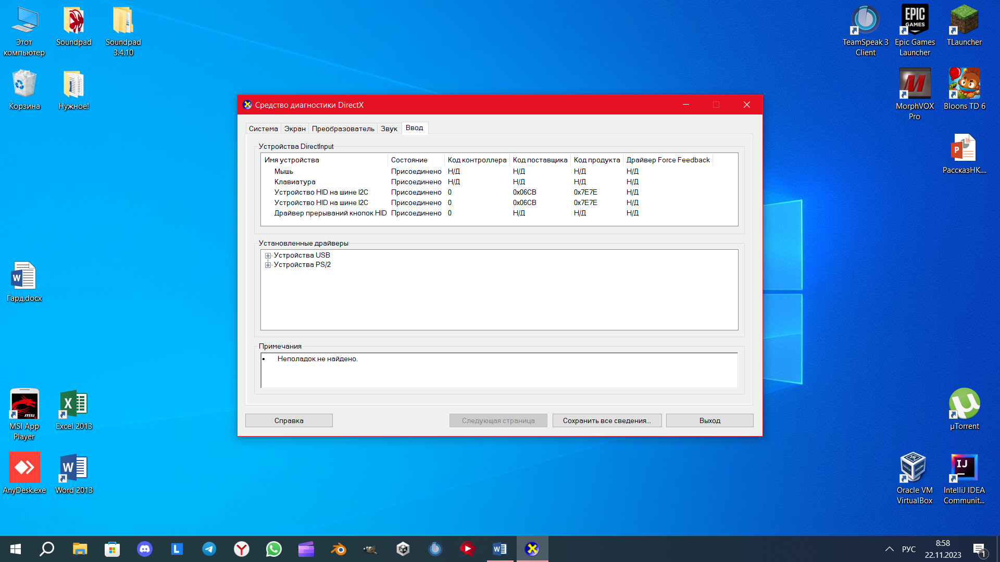 Этот
компьютер
Soundpad
Soundpad
3.4.10
Корзина
Нужное!
Гард.docx
MSI App
Player
Excel 2013
AnyDesk.exe
Word 2013
TeamSpeak 3
Client
EPIC
GAMES
Epic Games
Launcher
TLauncher
MorphVOX
Pro
Bloons TD 6
РассказНК....
µTorrent
Oracle VM
VirtualBox
IntelliJ IDEA
Communit...
Средство диагностики DirectX
Система Экран Преобразователь Звук Ввод
Устройства DirectInput
Имя устройства Состояние Код контроллера Код поставщика Код продукта Драйвер Force Feedback
Мышь Присоединено Н/Д Н/Д Н/Д Н/Д
Клавиатура Присоединено Н/Д Н/Д Н/Д Н/Д
Устройство HID на шине I2C Присоединено 0 0x06CB 0x7E7E Н/Д
Устройство HID на шине I2C Присоединено 0 0x06CB 0x7E7E Н/Д
Драйвер прерываний кнопок HID Присоединено 0 Н/Д Н/Д Н/Д
Установленные драйверы
Устройства USB
Устройства PS/2
Примечания
• Неполадок не найдено.
Справка Следующая страница Сохранить все сведения... Выход
РУС
8:58
22.11.2023
1